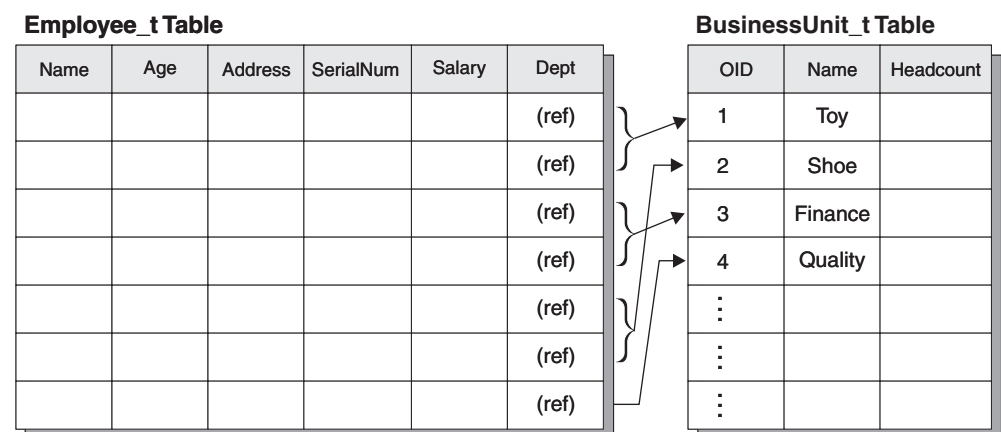 Employee_t Table
BusinessUnit_t Table
Name Age Address SerialNum Salary Dept
OID Name Headcount
(ref)
1 Toy
(ref)
2 Shoe
(ref)
3 Finance
(ref)
4 Quality
(ref)
⋮
(ref)
⋮
(ref)
⋮